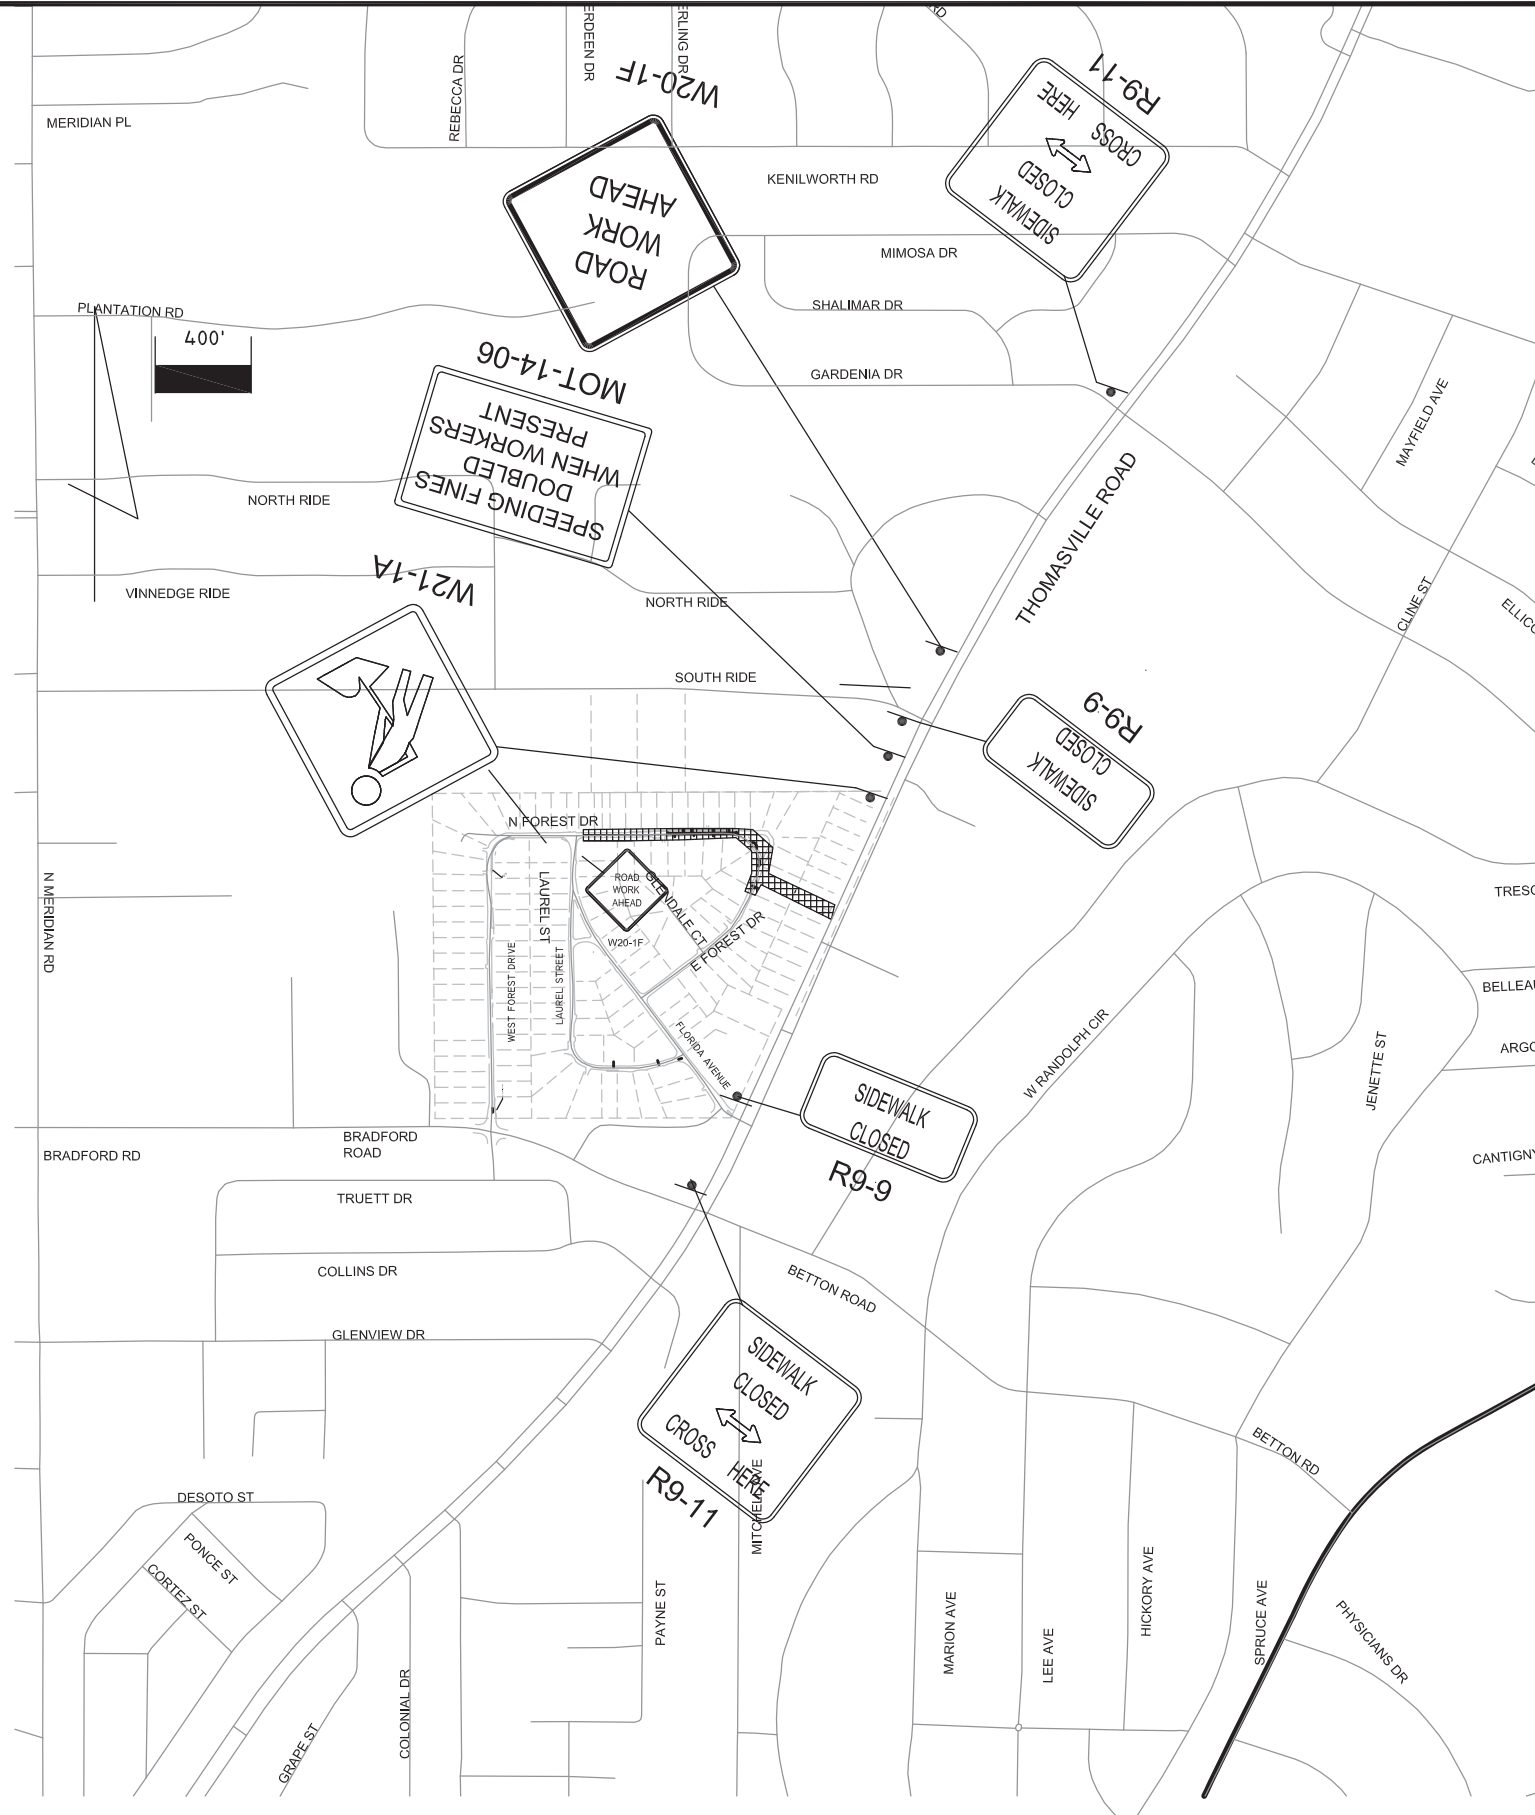 RD
ERDEEN DR
ERLING DR
REBECCA DR
W20-1F
R9-11
MERIDIAN PL
SIDEWALK
CLOSED
CROSS HERE
KENILWORTH RD
ROAD
WORK
AHEAD
MIMOSA DR
PLANTATION RD
SHALIMAR DR
400'
MOT-14-06
GARDENIA DR
SPEEDING FINES
DOUBLED
WHEN WORKERS
PRESENT
MAYFIELD AVE
NORTH RIDE
THOMASVILLE ROAD
W21-1A
VINNEDGE RIDE
NORTH RIDE
CLINE ST
ELLICO
SOUTH RIDE
R9-9
SIDEWALK
CLOSED
N FOREST DR
N MERIDIAN RD
LAUREL ST
ROAD
WORK
AHEAD
W20-1F
GLENDALE CT
E FOREST DR
TRESC
WEST FOREST DRIVE
LAUREL STREET
FLORIDA AVENUE
BELLEAU
W RANDOLPH CIR
ARGO
JENETTE ST
SIDEWALK
CLOSED
R9-9
BRADFORD RD
BRADFORD
ROAD
CANTIGNY
TRUETT DR
COLLINS DR
BETTON ROAD
GLENVIEW DR
SIDEWALK
CLOSED
CROSS HERE
R9-11
MITCHELL AVE
BETTON RD
DESOTO ST
PONCE ST
CORTEZ ST
PAYNE ST
MARION AVE
LEE AVE
HICKORY AVE
SPRUCE AVE
PHYSICIANS DR
COLONIAL DR
GRAPE ST